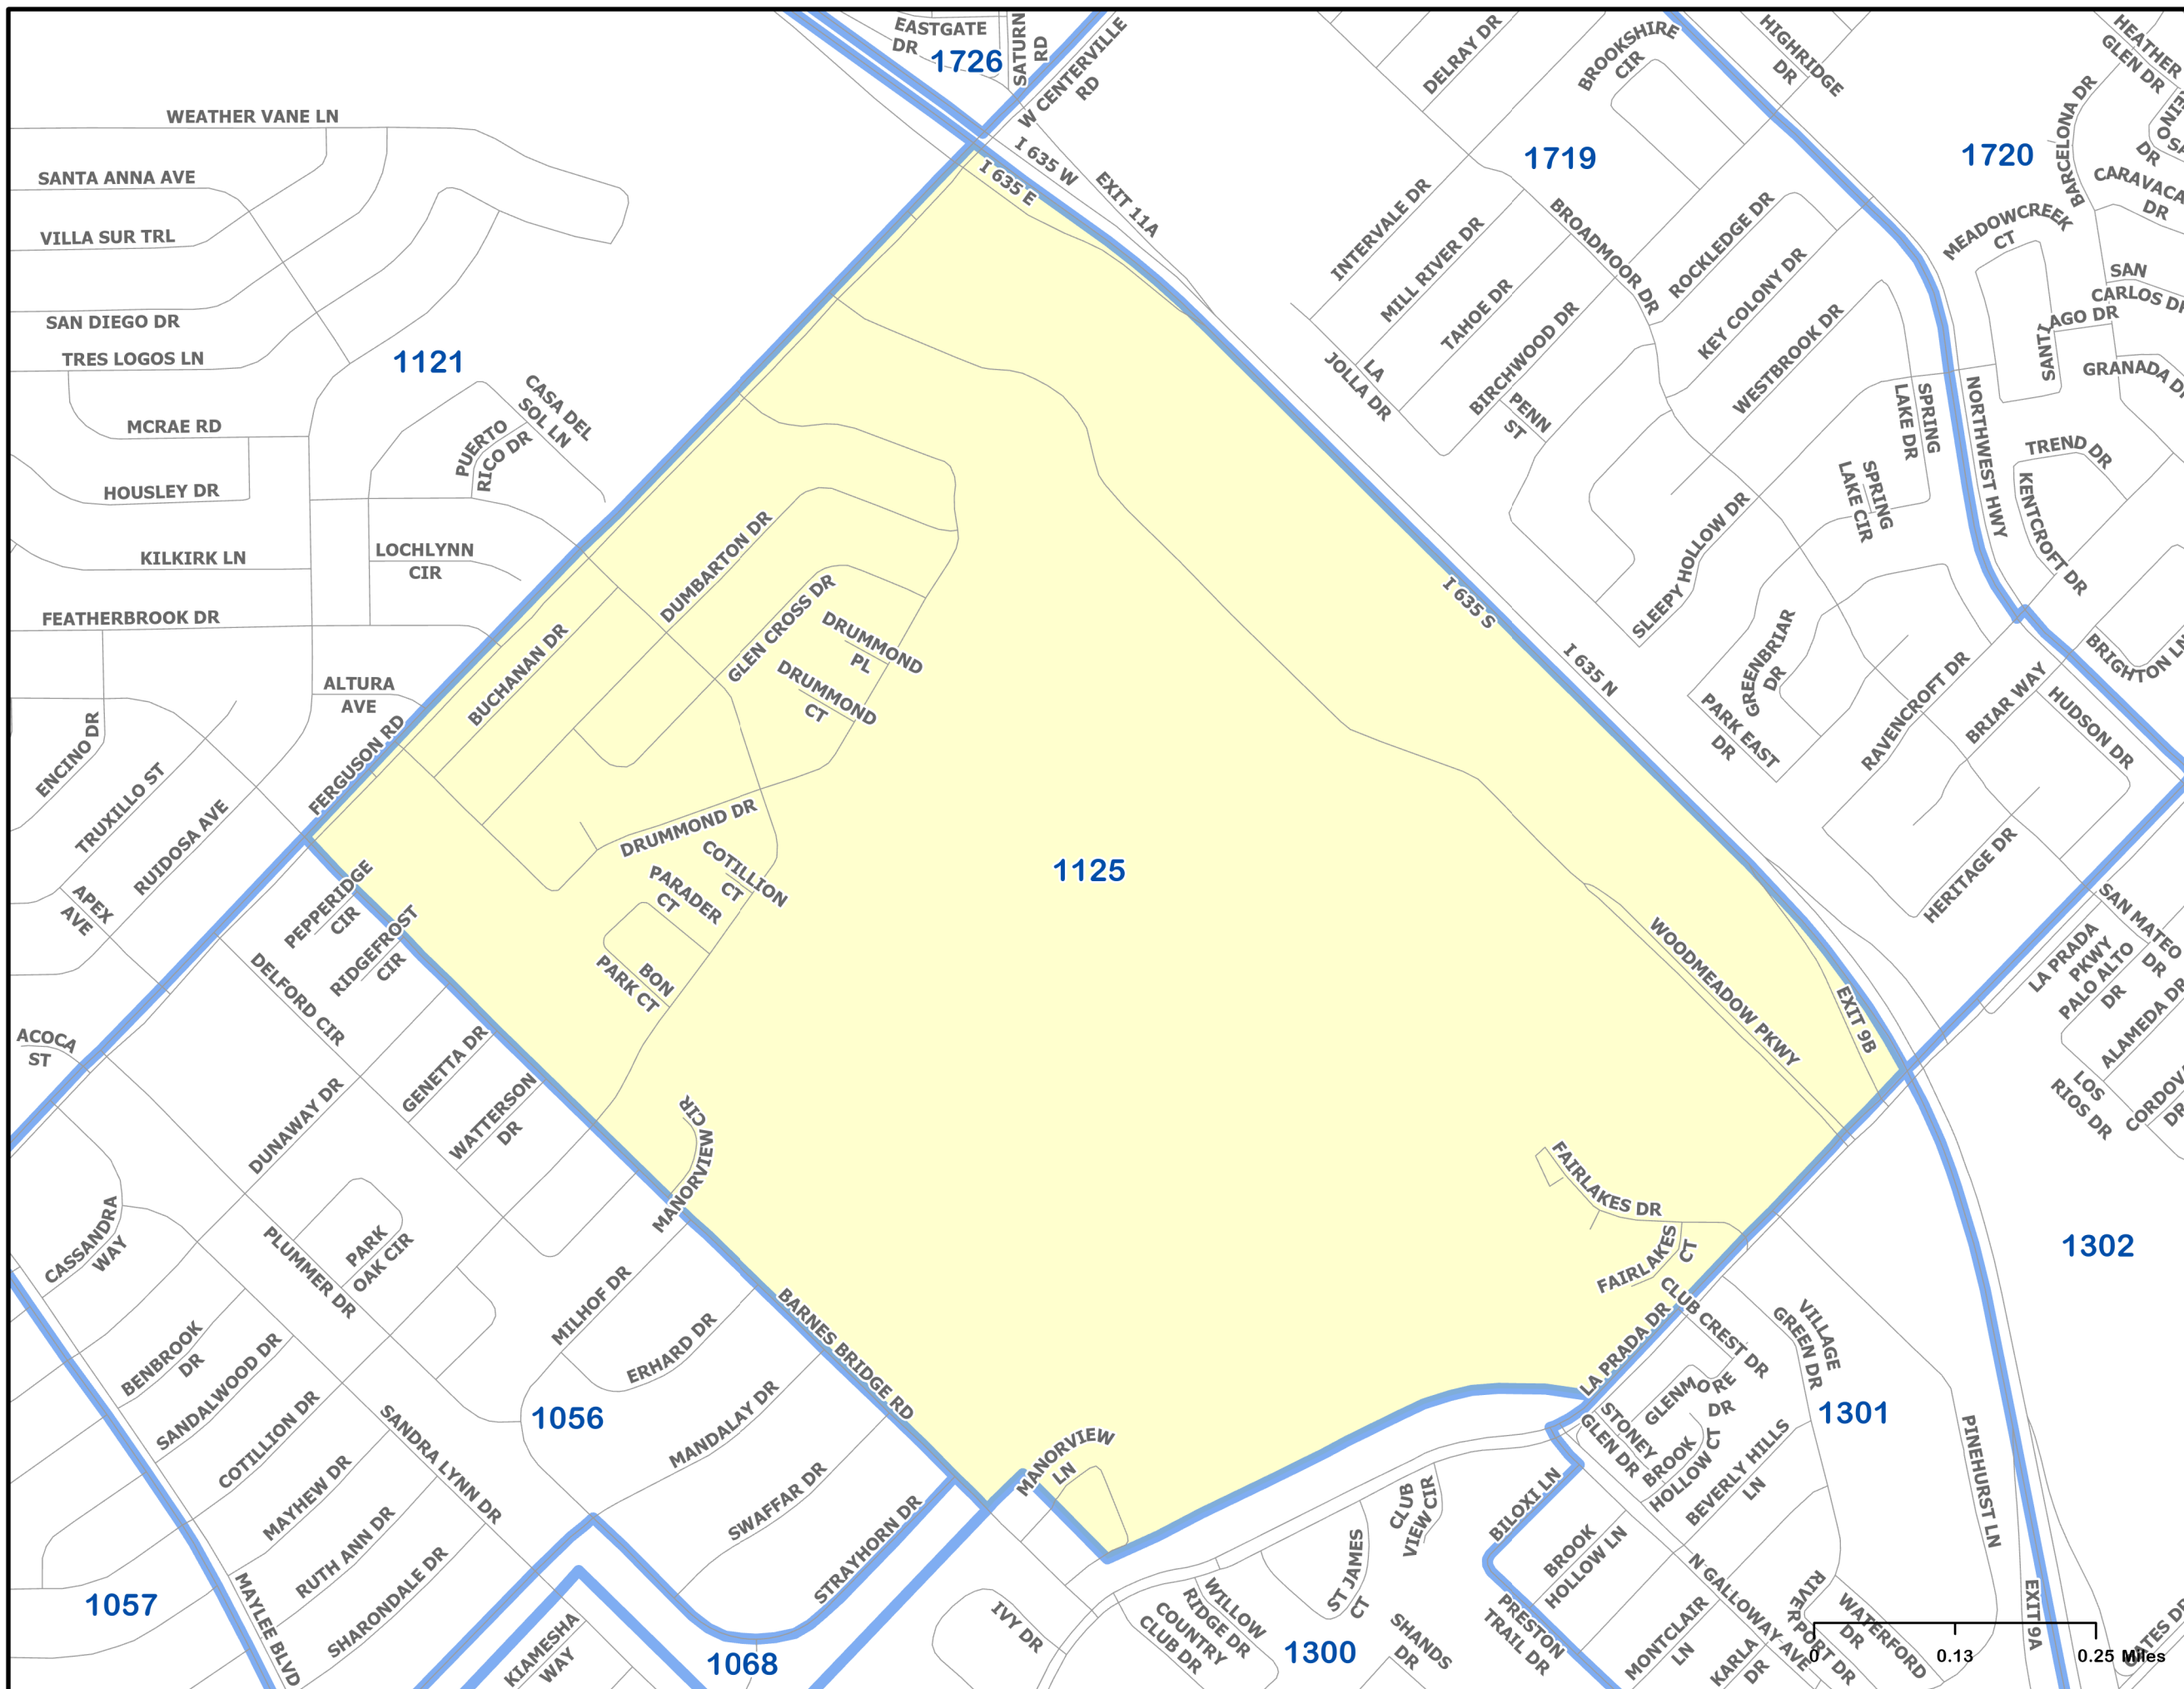 EASTGATE
DR
1726
SATURN
RD
W CENTERVILLE
RD
DELRAY DR
BROOKSHIRE
CIR
HIGHRIDGE
DR
HEATHER
GLEN DR
WEATHER VANE LN
SANTA ANNA AVE
VILLA SUR TRL
SAN DIEGO DR
TRES LOGOS LN
1121
MCRAE RD
HOUSLEY DR
KILKIRK LN
FEATHERBROOK DR
CASA DEL
SOL LN
PUERTO
RICO DR
LOCHLYNN
CIR
ALTURA
AVE
I 635 E
I 635 W
EXIT 11A
1719
1720
BARCELONA DR
CARAVACA
DR
MEADOWCREEK
CT
SAN
CARLOS DR
SANTIAGO DR
GRANADA DR
INTERVALE DR
MILL RIVER DR
TAHOE DR
BIRCHWOOD DR
BROADMOOR DR
ROCKLEDGE DR
KEY COLONY DR
WESTBROOK DR
LA
JOLLA DR
PENN
ST
SPRING
LAKE DR
NORTHWEST HWY
SPRING
LAKE CIR
TREND DR
KENTCROFT DR
SLEEPY HOLLOW DR
BRIGHTON LN
GREENBRIAR
DR
PARK EAST
DR
RAVENCROFT DR
BRIAR WAY
HUDSON DR
HERITAGE DR
I 635 S
I 635 N
DUMBARTON DR
BUCHANAN DR
GLEN CROSS DR
DRUMMOND
PL
DRUMMOND
CT
FERGUSON RD
ENCINO DR
TRUXILLO ST
RUIDOSA AVE
APEX
AVE
DRUMMOND DR
COTILLION
CT
PARADER
CT
BON
PARK CT
1125
PEPPERIDGE
CIR
RIDGEFROST
CIR
DELFORD CIR
ACOCA
ST
GENETTA DR
WATTERSON
DR
DUNAWAY DR
MANORVIEW CIR
WOODMEADOW PKWY
EXIT 9B
SAN MATEO
DR
LA PRADA
PKWY
PALO ALTO
DR
ALAMEDA DR
LOS
RIOS DR
CORDOVA
DR
CASSANDRA
WAY
PARK
OAK CIR
PLUMMER DR
MILHOF DR
ERHARD DR
BARNES BRIDGE RD
MANDALAY DR
SWAFFAR DR
STRAYHORN DR
1056
FAIRLAKES DR
FAIRLAKES
CT
CLUB CREST DR
LA PRADA DR
VILLAGE
GREEN DR
1302
1301
BENBROOK
DR
SANDALWOOD DR
COTILLION DR
MAYHEW DR
RUTH ANN DR
SHARONDALE DR
SANDRA LYNN DR
1057
MAYLEE BLVD
KIAMESHA
WAY
1068
MANORVIEW
LN
IVY DR
WILLOW
RIDGE DR
COUNTRY
CLUB DR
ST JAMES
CT
CLUB
VIEW CIR
1300
SHANDS
DR
BILOXI LN
PRESTON
TRAIL DR
GLENMORE
DR
STONEY
GLEN DR
BROOK
HOLLOW CT
BEVERLY HILLS
LN
BROOK
HOLLOW LN
N GALLOWAY AVE
MONTCLAIR
LN
KARLA
DR
RIVERPORT DR
WATERFORD
DR
PINEHURST LN
EXIT 9A
OATES DR
0
0.13
0.25 Miles